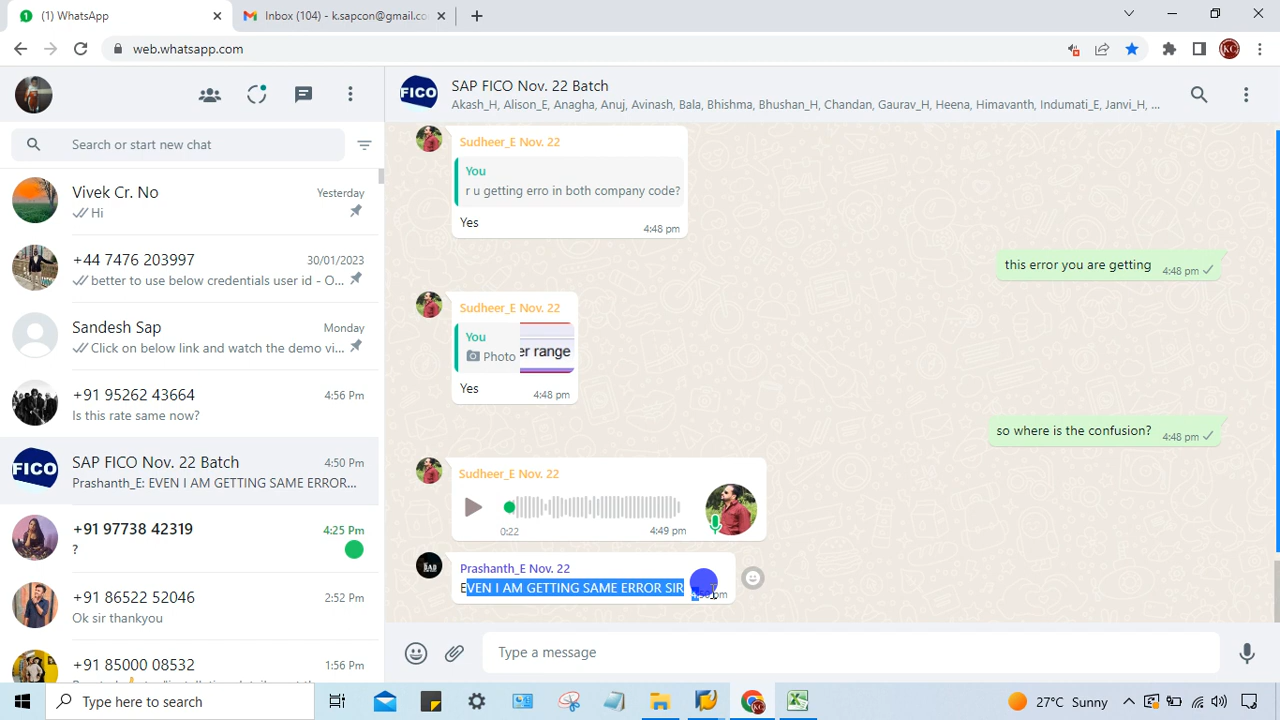 (1) WhatsApp
Inbox (104) - k.sapcon@gmail.co
web.whatsapp.com
KC
SAP FICO Nov. 22 Batch
Akash_H, Alison_E, Anagha, Anuj, Avinash, Bala, Bhishma, Bhushan_H, Chandan, Gaurav_H, Heena, Himavanth, Indumati_E, Janvi_H, ...
FICO
Search or start new chat
Vivek Cr. No
Yesterday
Hi
+44 7476 203997
30/01/2023
better to use below credentials user id - O...
Sandesh Sap
Monday
Click on below link and watch the demo vi...
+91 95262 43664
4:56 Pm
Is this rate same now?
FICO
SAP FICO Nov. 22 Batch
4:50 Pm
Prashanth_E: EVEN I AM GETTING SAME ERROR...
+91 97738 42319
4:25 Pm
?
+91 86522 52046
2:52 Pm
Ok sir thankyou
+91 85000 08532
1:56 Pm
Sudheer_E Nov. 22
You
r u getting erro in both company code?
Yes
4:48 pm
this error you are getting
4:48 pm
Sudheer_E Nov. 22
You
Photo
er range
Yes
4:48 pm
so where is the confusion?
4:48 pm
Sudheer_E Nov. 22
0:22
4:49 pm
Prashanth_E Nov. 22
EVEN I AM GETTING SAME ERROR SIR
4:50 pm
Type a message
Type here to search
27°C Sunny